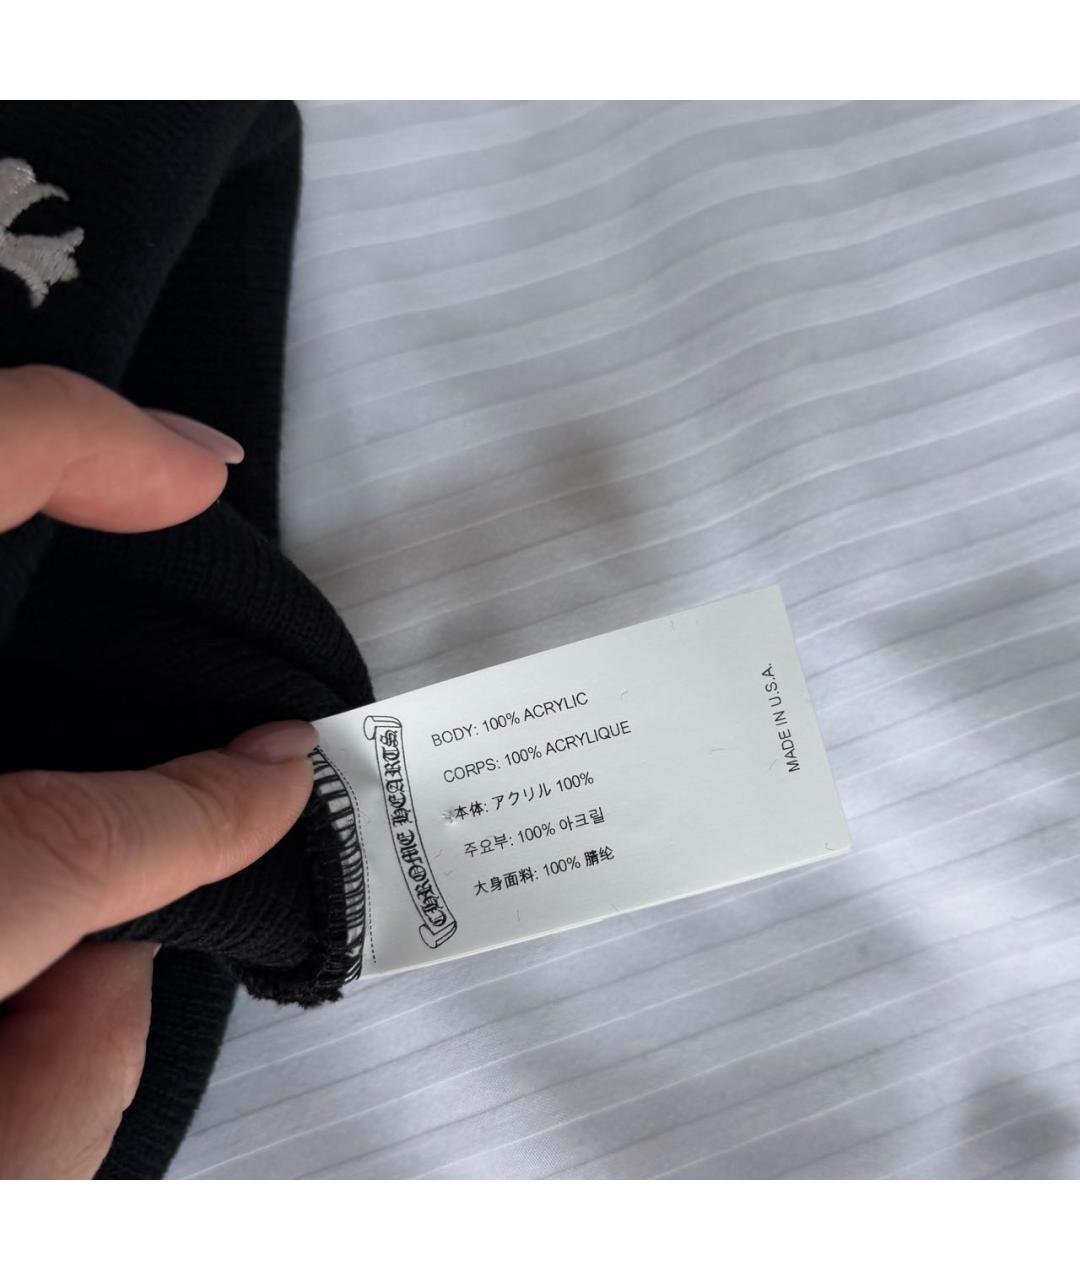 CHROME HEARTS
BODY: 100% ACRYLIC
CORPS: 100% ACRYLIQUE
本体: アクリル 100%
주요부: 100% 아크릴
大身面料: 100% 腈纶
MADE IN U.S.A.